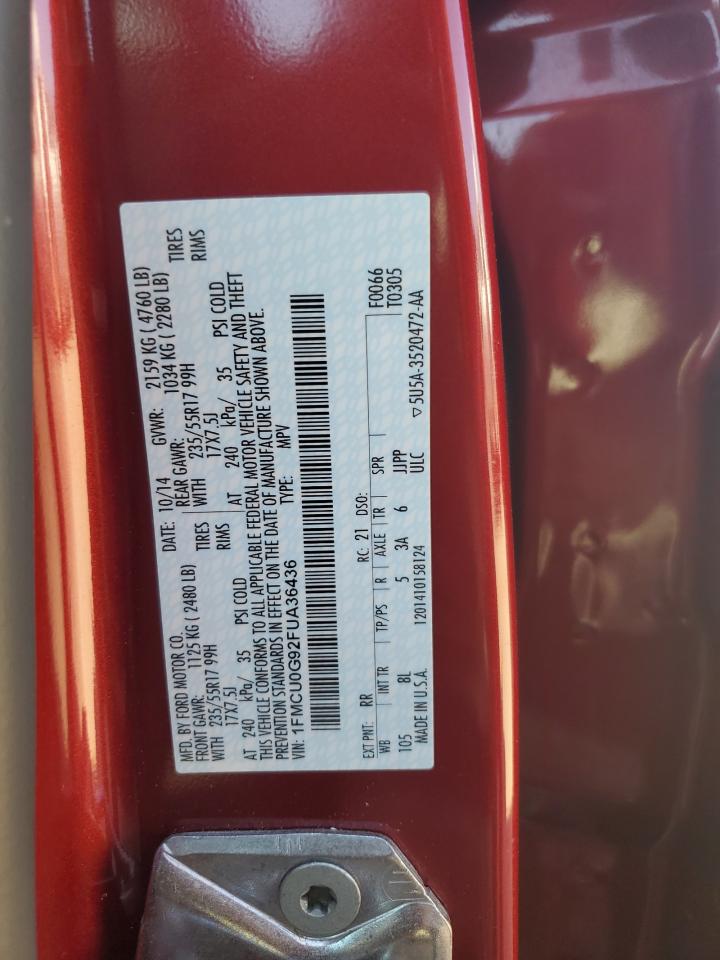 MFD. BY FORD MOTOR CO.
DATE: 10/14 GVWR: 2159 KG ( 4760 LB)
FRONT GAWR: 1125 KG ( 2480 LB) REAR GAWR: 1034 KG ( 2280 LB)
WITH 235/55R17 99H TIRES WITH 235/55R17 99H TIRES
17X7.5J RIMS 17X7.5J RIMS
AT 240 kPa/ 35 PSI COLD AT 240 kPa/ 35 PSI COLD
THIS VEHICLE CONFORMS TO ALL APPLICABLE FEDERAL MOTOR VEHICLE SAFETY AND THEFT
PREVENTION STANDARDS IN EFFECT ON THE DATE OF MANUFACTURE SHOWN ABOVE.
VIN: 1FMCU0G92FUA36436 TYPE: MPV
F0066
EXT PNT: RR RC: 21 DSO: T0305
WB INT TR TP/PS R AXLE TR SPR
105 8L 5 3A 6 JJPP
MADE IN U.S.A. 1201410158124 ULC
▽5U5A-3520472-AA